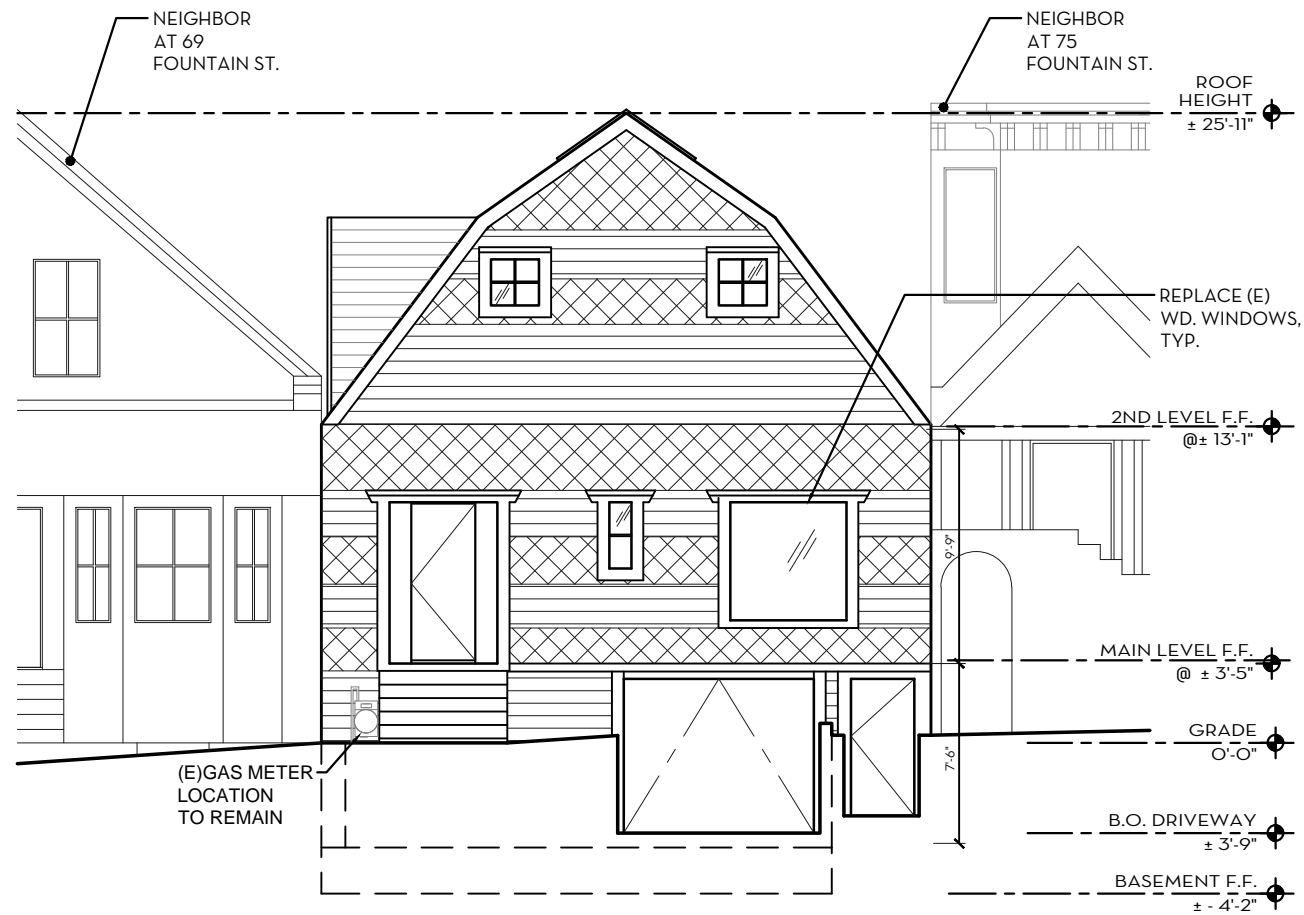 NEIGHBOR
AT 69
FOUNTAIN ST.
NEIGHBOR
AT 75
FOUNTAIN ST.
ROOF
HEIGHT
± 25'-11"
REPLACE (E)
WD. WINDOWS,
TYP.
2ND LEVEL F.F.
@± 13'-1"
9'-9"
MAIN LEVEL F.F.
@ ± 3'-5"
GRADE
0'-0"
7'-6"
(E)GAS METER
LOCATION
TO REMAIN
B.O. DRIVEWAY
± 3'-9"
BASEMENT F.F.
± - 4'-2"